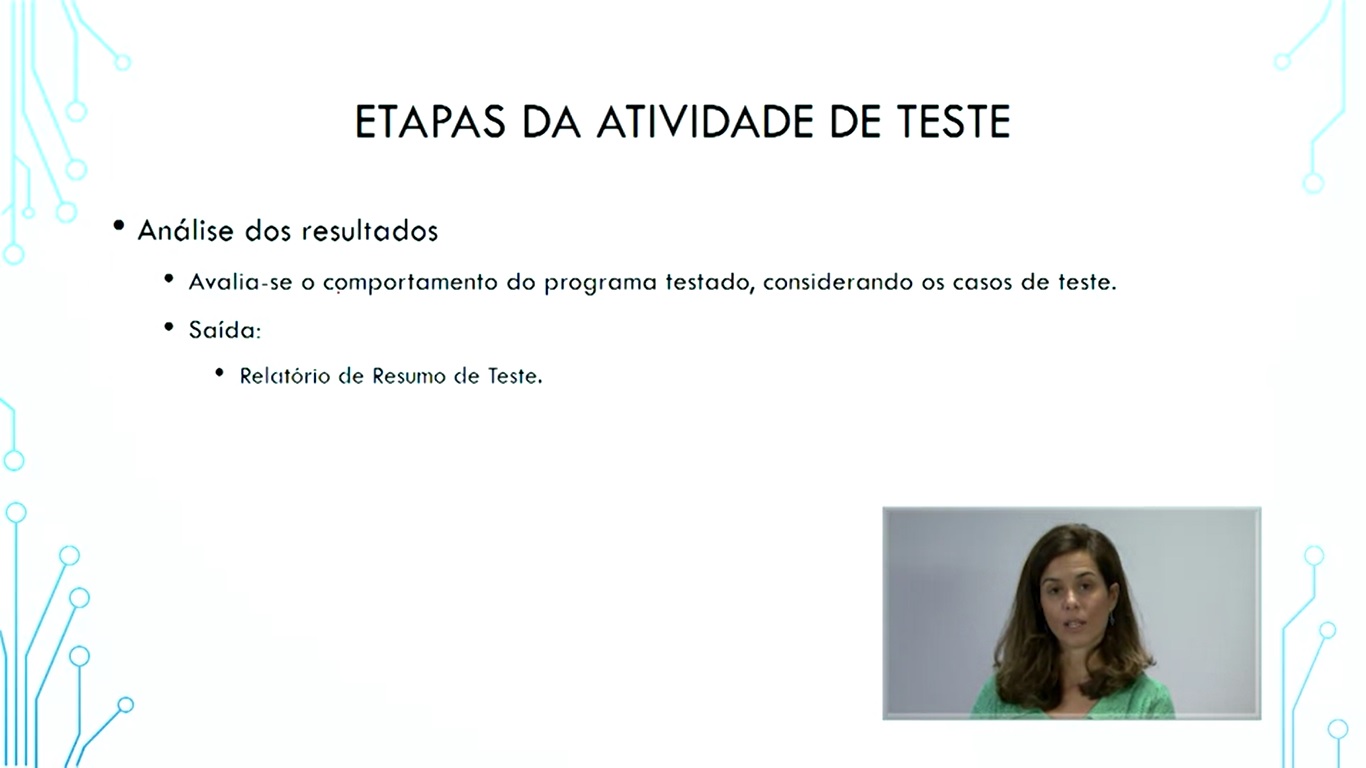 ETAPAS DA ATIVIDADE DE TESTE
• Análise dos resultados
• Avalia-se o comportamento do programa testado, considerando os casos de teste.
• Saída:
• Relatório de Resumo de Teste.